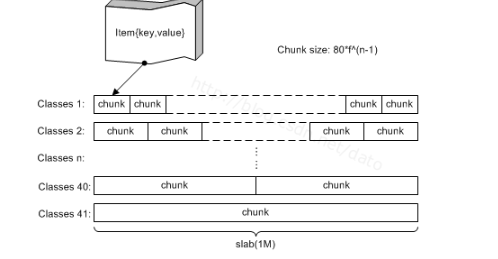 Item{key,value}
Chunk size: 80*f^(n-1)
Classes 1: chunk chunk chunk chunk
Classes 2: chunk chunk chunk chunk
Classes n:
Classes 40: chunk chunk
Classes 41: chunk
slab(1M)